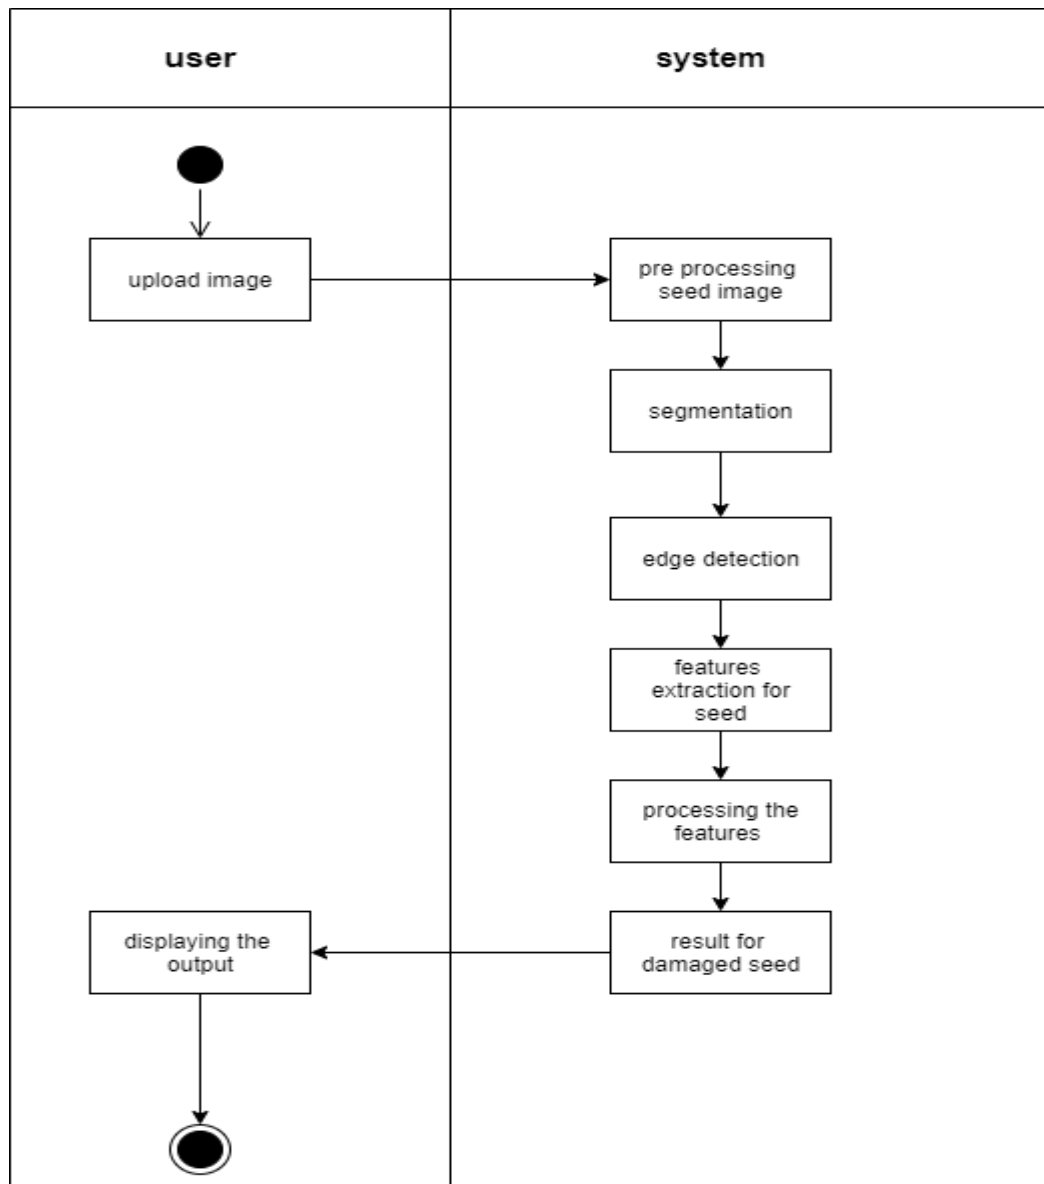 user
system
upload image
pre processing
seed image
segmentation
edge detection
features
extraction for
seed
processing the
features
result for
damaged seed
displaying the
output